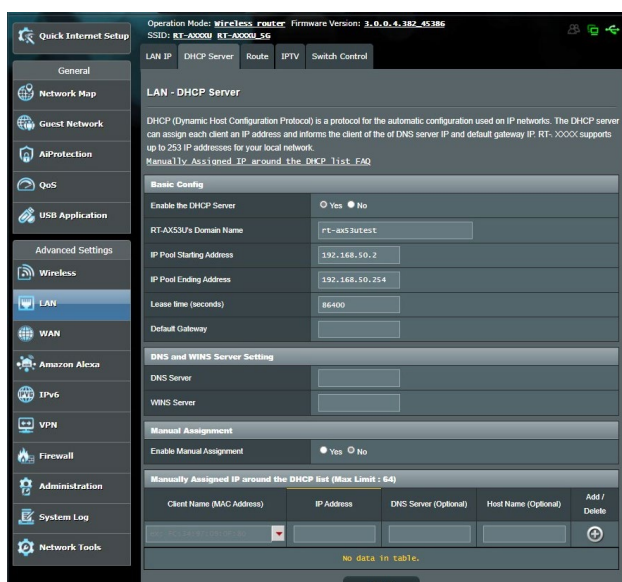 Quick Internet Setup
General
Network Map
Guest Network
AiProtection
QoS
USB Application
Advanced Settings
Wireless
LAN
WAN
Amazon Alexa
IPv6
VPN
Firewall
Administration
System Log
Network Tools
Operation Mode: Wireless router Firmware Version: 3.0.0.4.382_45386
SSID: RT-AXXXU RT-AXXXU_5G
LAN IP DHCP Server Route IPTV Switch Control
LAN - DHCP Server
DHCP (Dynamic Host Configuration Protocol) is a protocol for the automatic configuration used on IP networks. The DHCP server
can assign each client an IP address and informs the client of the of DNS server IP and default gateway IP. RT-. XXXX supports
up to 253 IP addresses for your local network.
Manually Assigned IP around the DHCP list FAQ
Basic Config
Enable the DHCP Server Yes No
RT-AX53U's Domain Name rt-ax53utest
IP Pool Starting Address 192.168.50.2
IP Pool Ending Address 192.168.50.254
Lease time (seconds) 86400
Default Gateway
DNS and WINS Server Setting
DNS Server
WINS Server
Manual Assignment
Enable Manual Assignment Yes No
Manually Assigned IP around the DHCP list (Max Limit : 64)
Client Name (MAC Address) IP Address DNS Server (Optional) Host Name (Optional) Add / Delete
No data in table.